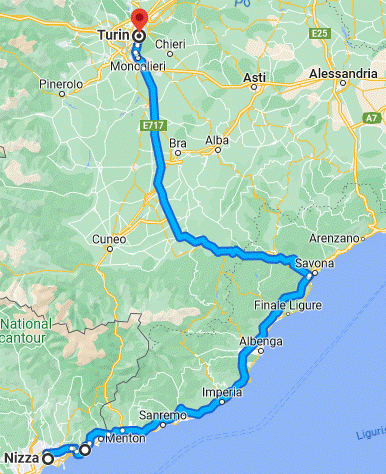 Po
Turin
E25
Chieri
Moncalieri
Alessandria
Asti
Pinerolo
A7
E717
Bra
Alba
Cuneo
Arenzano
Savona
Finale Ligure
National
cantour
Albenga
Imperia
Liguri
Sanremo
Menton
Nizza